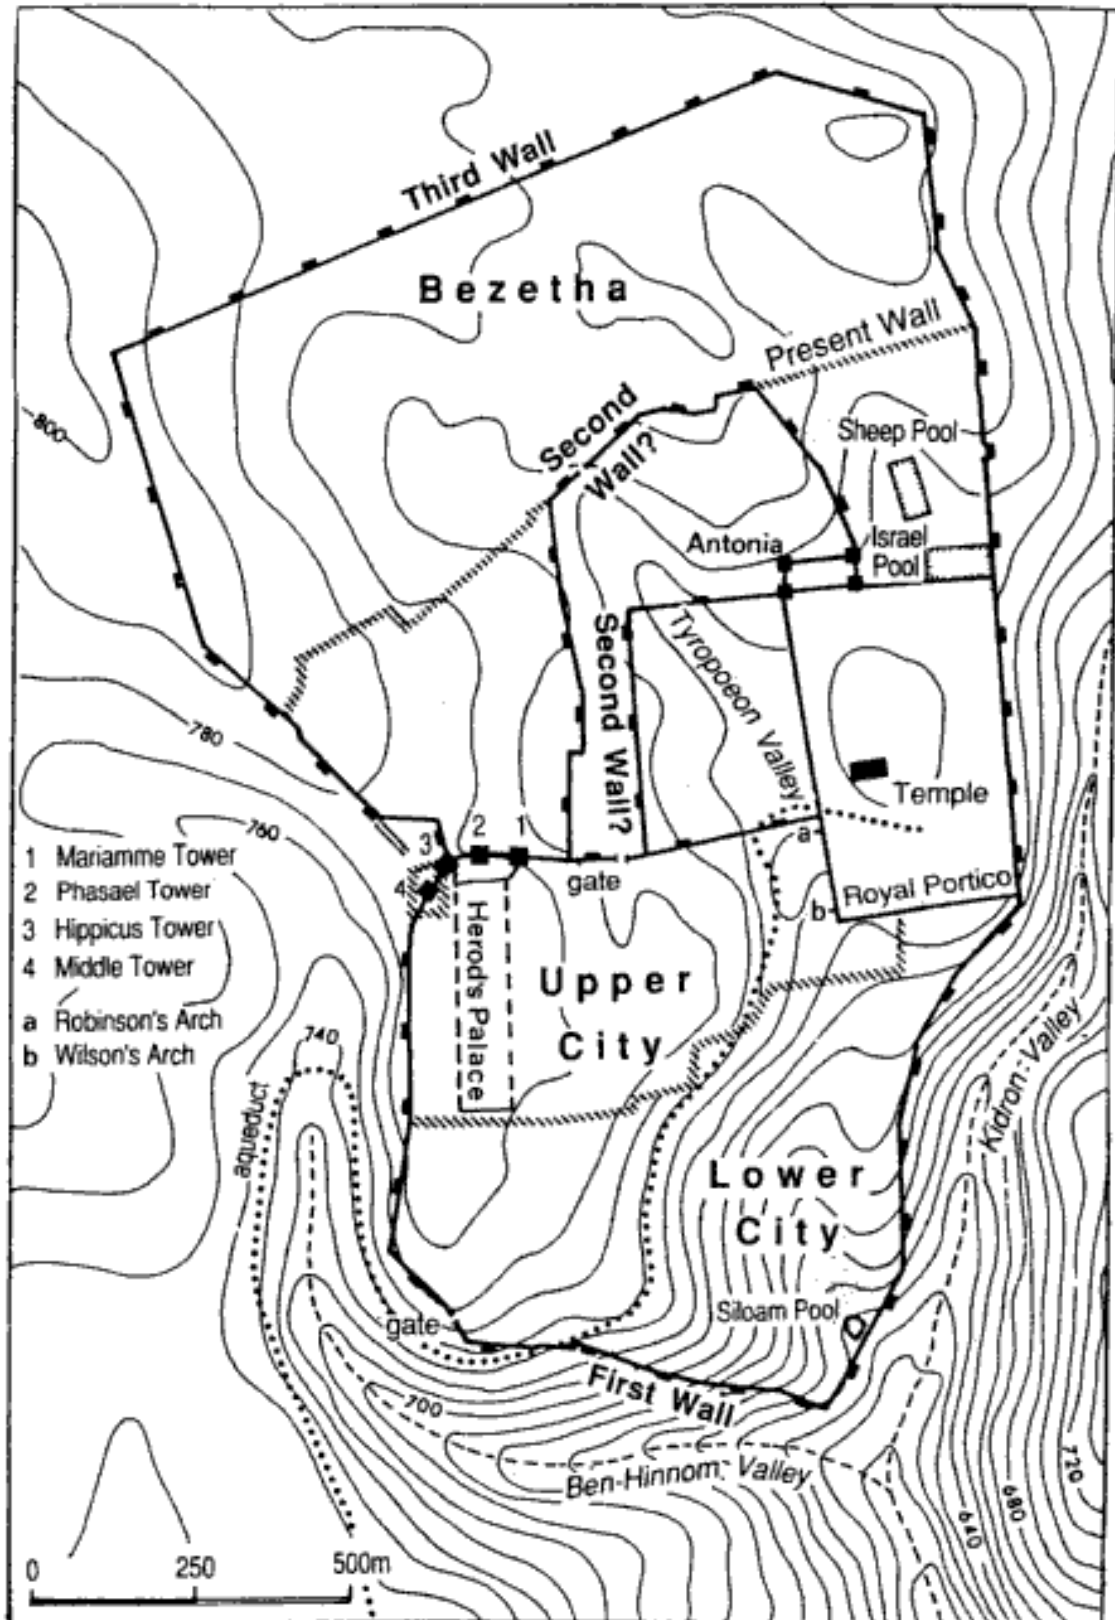 Third Wall
Bezetha
Present Wall
Second
Wall?
Sheep Pool
800
Antonia
Israel
Pool
Second Wall?
Tyropoeon Valley
780
760
Temple
1 Mariamme Tower
2 Phasael Tower
3 Hippicus Tower
4 Middle Tower
a Robinson's Arch
b Wilson's Arch
3
2
1
4
gate
a
Royal Portico
b
Herod's Palace
Upper
City
740
aqueduct
Kidron Valley
Lower
City
Siloam Pool
gate
First Wall
700
Ben-Hinnom Valley
720
680
640
0 250 500m